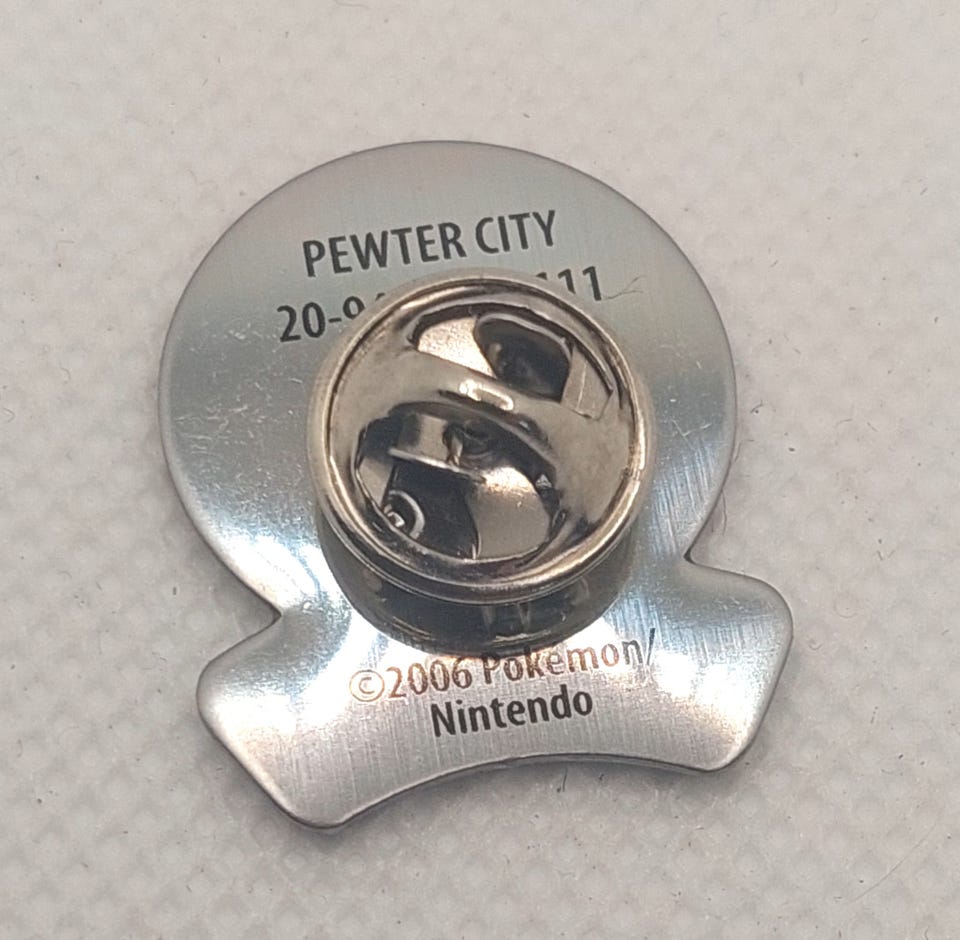 PEWTER CITY
©2006 Pokemon/
Nintendo